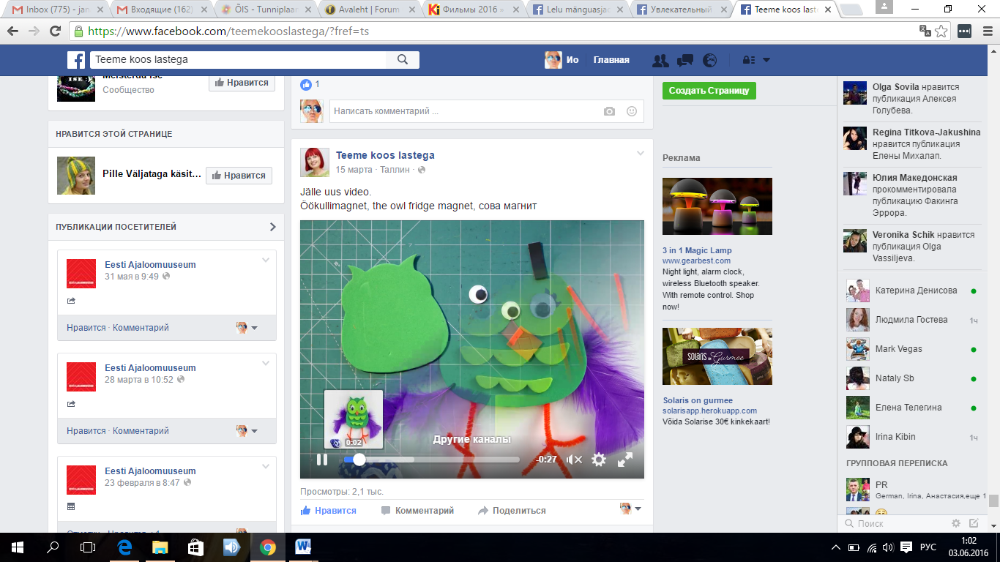 Inbox (775) - jan
Входящие (162)
ÕIS - Tunniplaan
Avaleht | Forum
Фильмы 2016 »
Lelu mänguasjad
Увлекательный
Teeme koos last
https://www.facebook.com/teemekooslastega/?fref=ts
Teeme koos lastega
Ио
Главная
Meisterda ise
Сообщество
Нравится
НРАВИТСЯ ЭТОЙ СТРАНИЦЕ
Pille Väljataga käsit...
Нравится
ПУБЛИКАЦИИ ПОСЕТИТЕЛЕЙ
Eesti Ajaloomuuseum
31 мая в 9:49
Нравится · Комментарий
Eesti Ajaloomuuseum
28 марта в 10:52
Нравится · Комментарий
Eesti Ajaloomuuseum
23 февраля в 8:47
1
Написать комментарий ...
Teeme koos lastega
15 марта · Таллин ·
Jälle uus video.
Öökullimagnet, the owl fridge magnet, сова магнит
0:02
Другие каналы
-0:27
Просмотры: 2,1 тыс.
Нравится
Комментарий
Поделиться
Создать Страницу
Реклама
3 in 1 Magic Lamp
www.gearbest.com
Night light, alarm clock,
wireless Bluetooth speaker.
With remote control. Shop
now!
SOLARIS on Gurmee
Solaris on gurmee
solarisapp.herokuapp.com
Võida Solarise 30€ kinkekaart!
Olga Sovila нравится
публикация Алексея
Голубева.
Regina Titkova-Jakushina
нравится публикация
Елены Михалап.
Юлия Македонская
прокомментировала
публикацию Факинга
Эррора.
Veronika Schik нравится
публикация Olga
Vassiljeva.
Катерина Денисова
Людмила Гостева
1ч
Mark Vegas
Nataly Sb
Елена Телегина
Irina Kibin
1ч
ГРУППОВАЯ ПЕРЕПИСКА
PR
German, Irina, Анастасия,еще 1
Поиск
РУС
1:02
03.06.2016